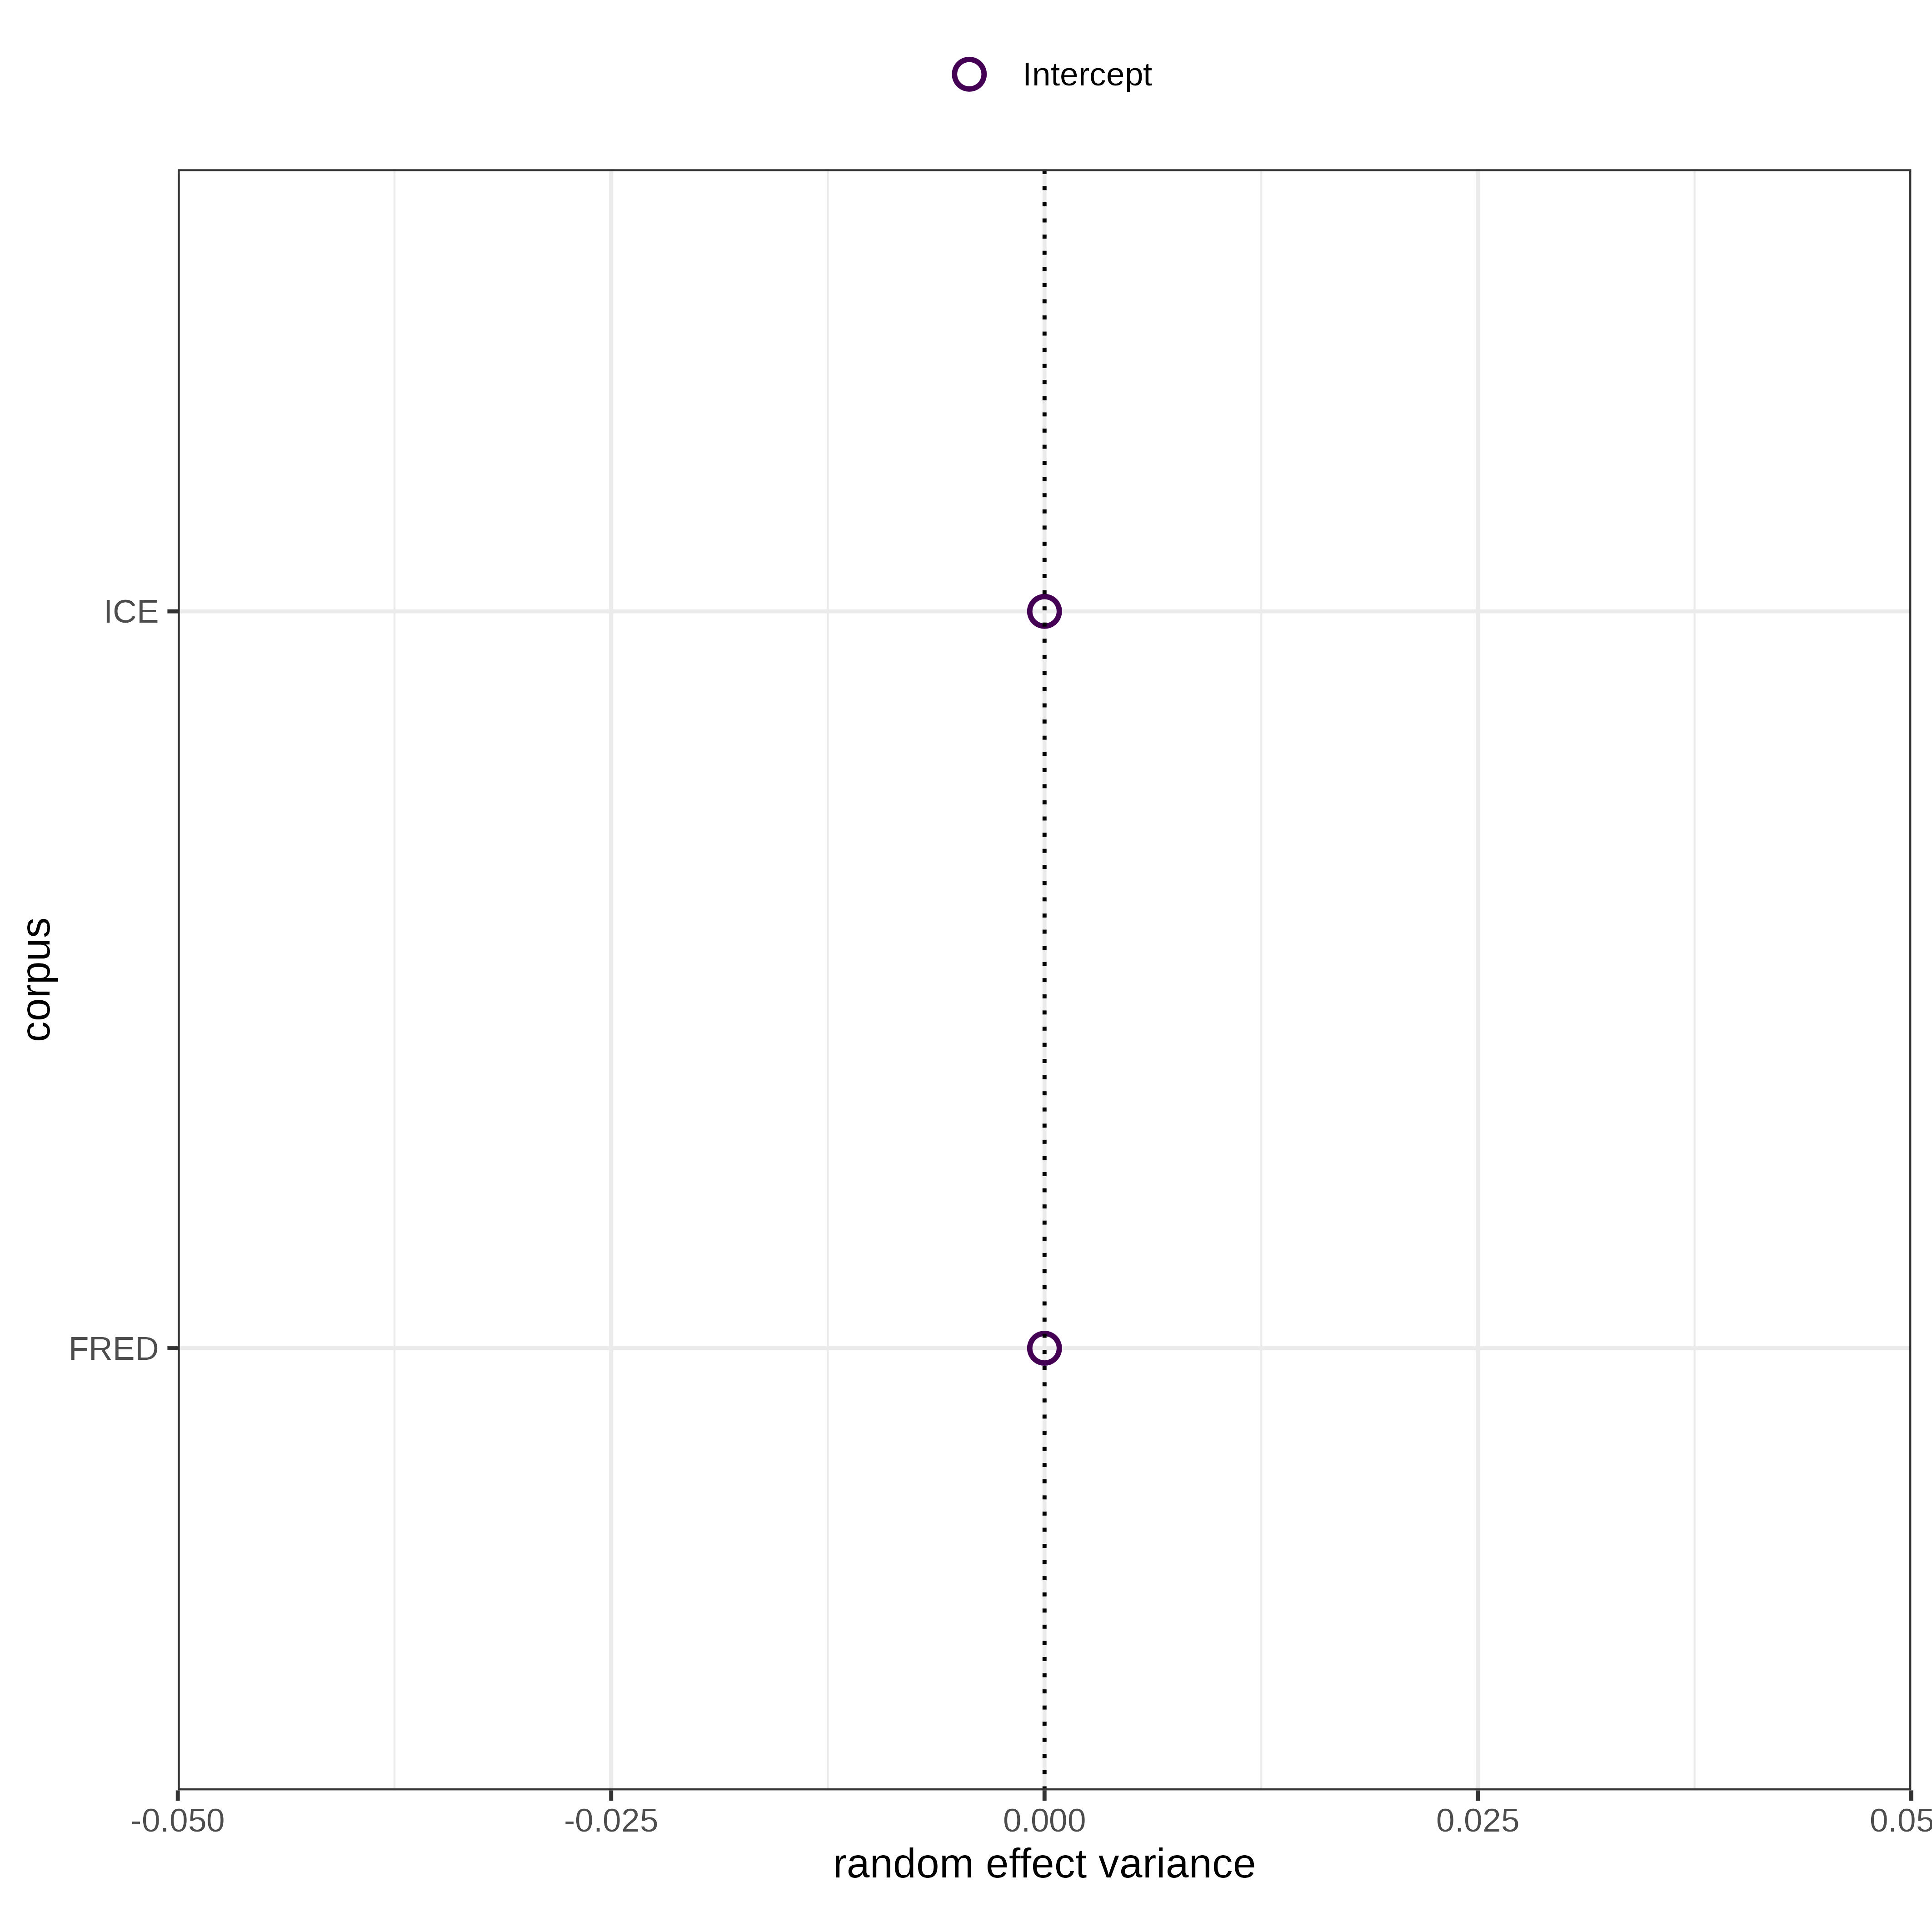 Intercept
ICE
corpus
FRED
-0.050
-0.025
0.000
0.025
0.05
random effect variance